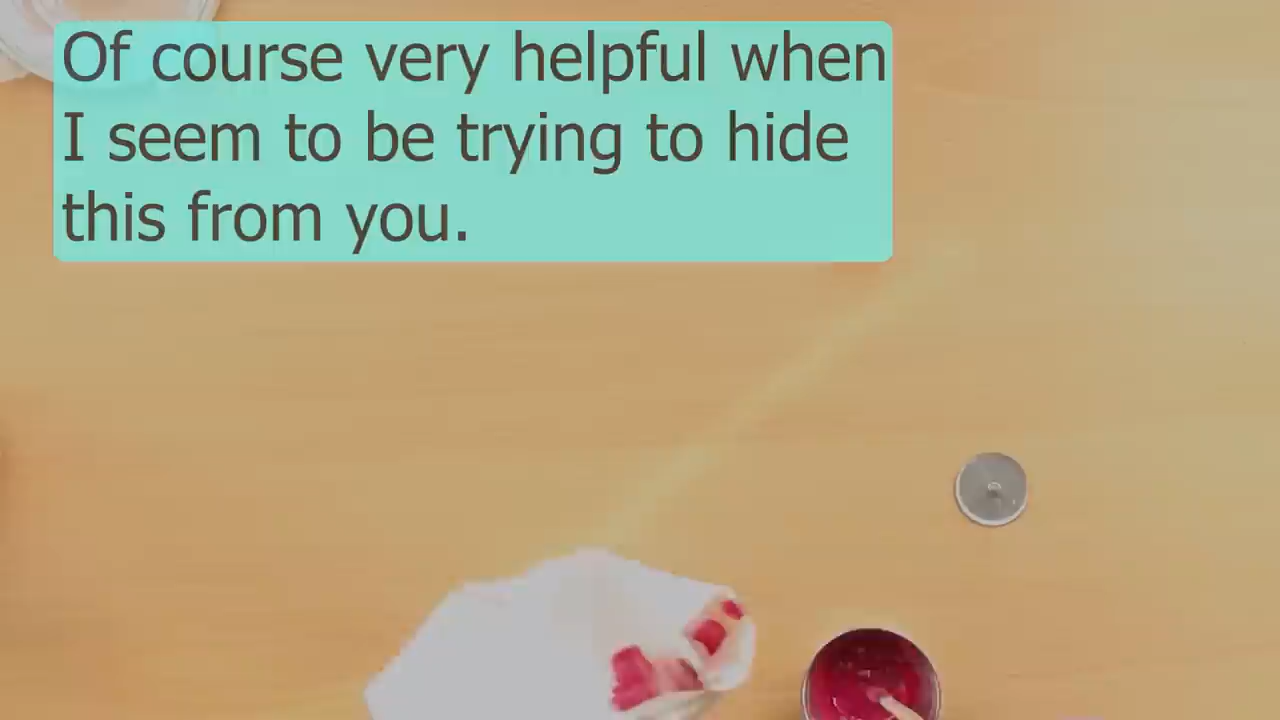 Of course very helpful when
I seem to be trying to hide
this from you.